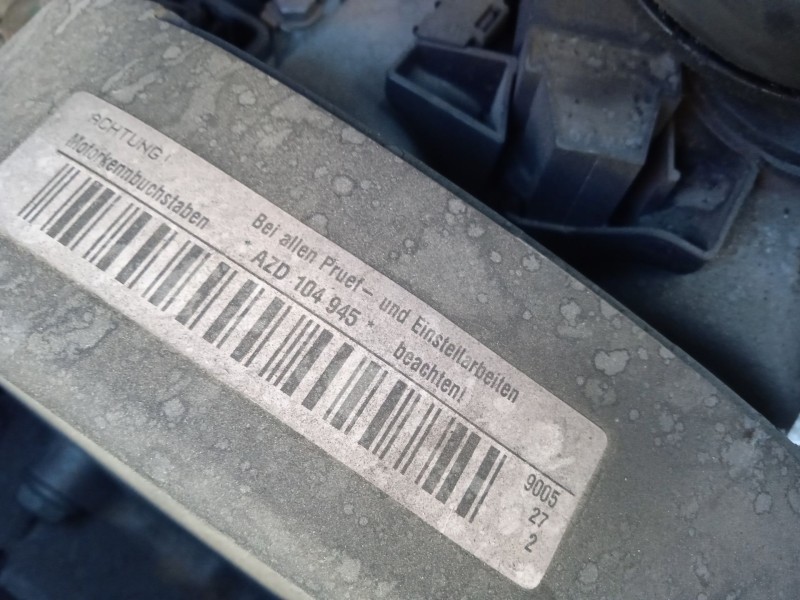 ACHTUNG! Bei allen Pruef- und Einstellarbeiten
Motorkennbuchstaben AZD 104 945 * beachten!
9005
27
2